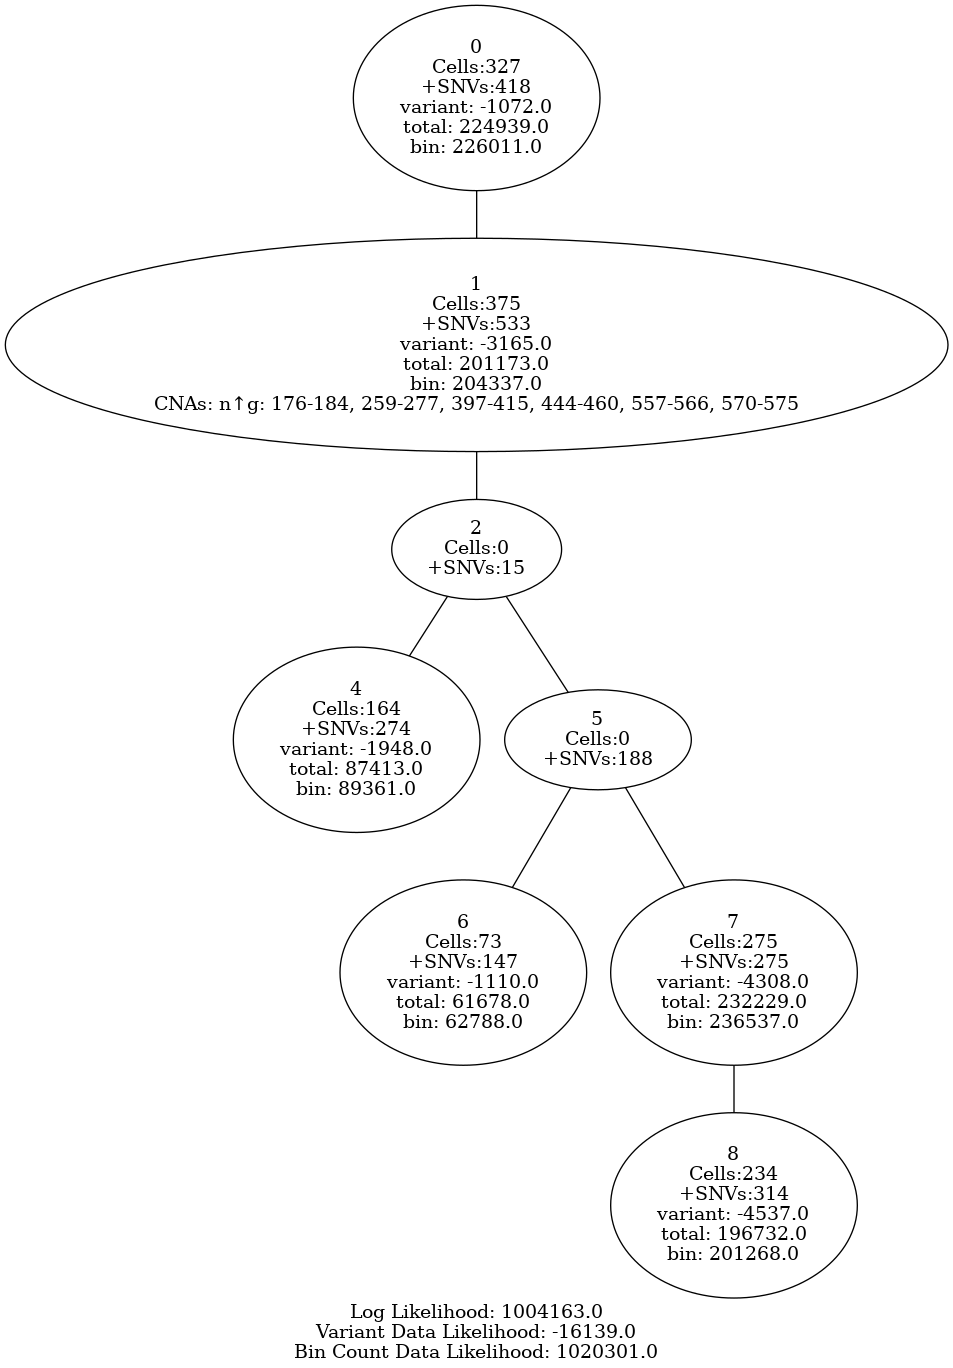 0
Cells:327
+SNVs:418
variant: -1072.0
total: 224939.0
bin: 226011.0
1
Cells:375
+SNVs:533
variant: -3165.0
total: 201173.0
bin: 204337.0
CNAs: n↑g: 176-184, 259-277, 397-415, 444-460, 557-566, 570-575
2
Cells:0
+SNVs:15
4
Cells:164
+SNVs:274
variant: -1948.0
total: 87413.0
bin: 89361.0
5
Cells:0
+SNVs:188
6
Cells:73
+SNVs:147
variant: -1110.0
total: 61678.0
bin: 62788.0
7
Cells:275
+SNVs:275
variant: -4308.0
total: 232229.0
bin: 236537.0
8
Cells:234
+SNVs:314
variant: -4537.0
total: 196732.0
bin: 201268.0
Log Likelihood: 1004163.0
Variant Data Likelihood: -16139.0
Bin Count Data Likelihood: 1020301.0